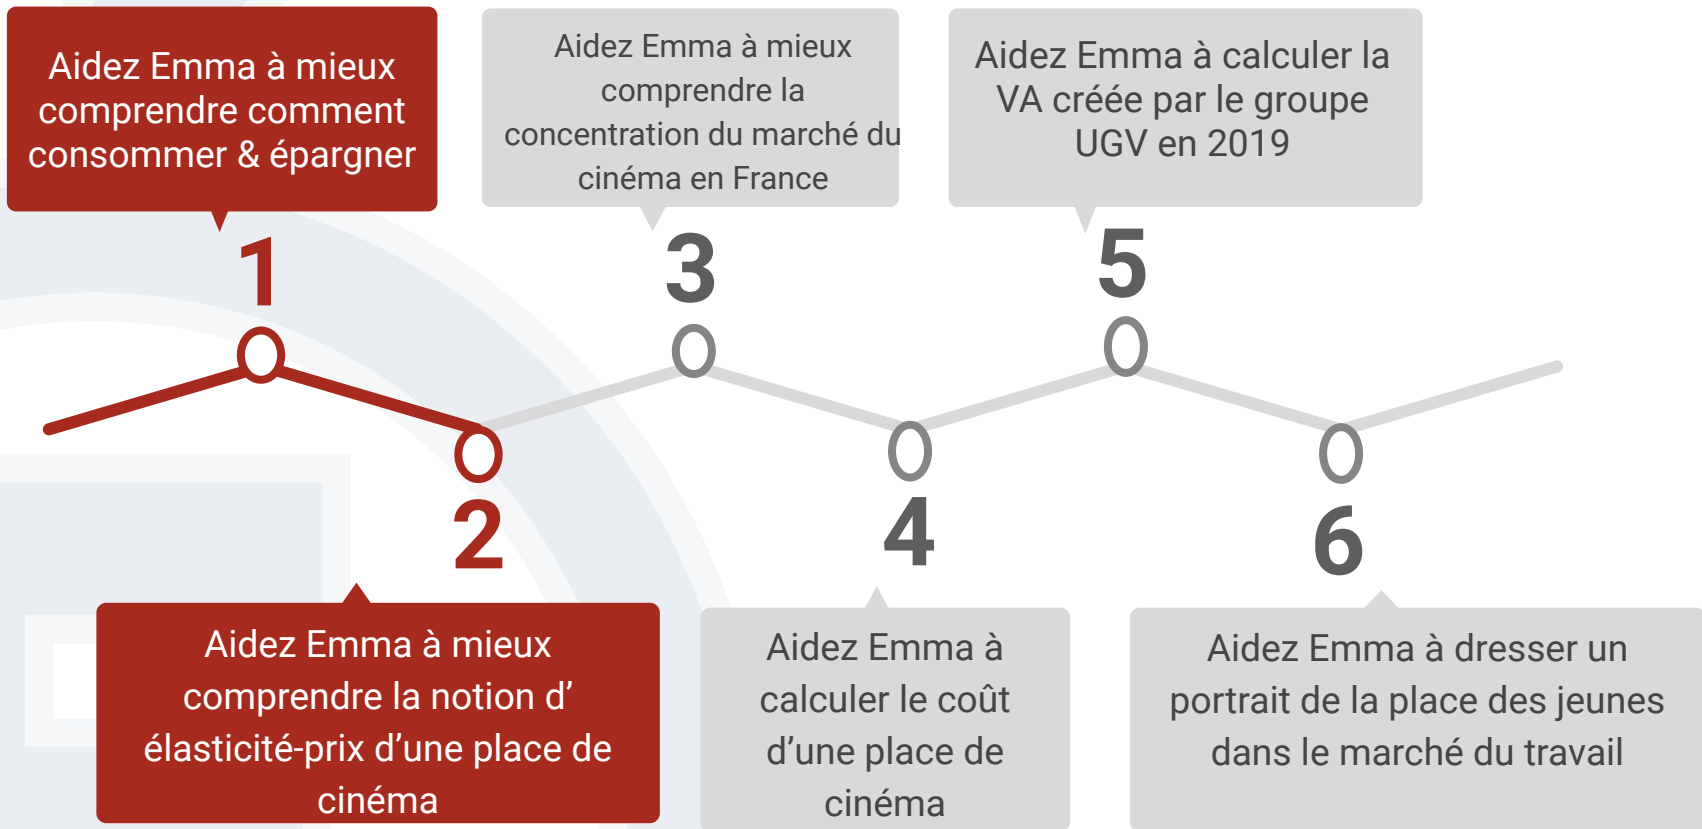 Aidez Emma à mieux
comprendre comment
consommer & épargner
1
Aidez Emma à mieux
comprendre la notion d’
élasticité-prix d’une place de
cinéma
2
Aidez Emma à mieux
comprendre la
concentration du marché du
cinéma en France
3
Aidez Emma à
calculer le coût
d’une place de
cinéma
4
Aidez Emma à calculer la
VA créée par le groupe
UGV en 2019
5
Aidez Emma à dresser un
portrait de la place des jeunes
dans le marché du travail
6